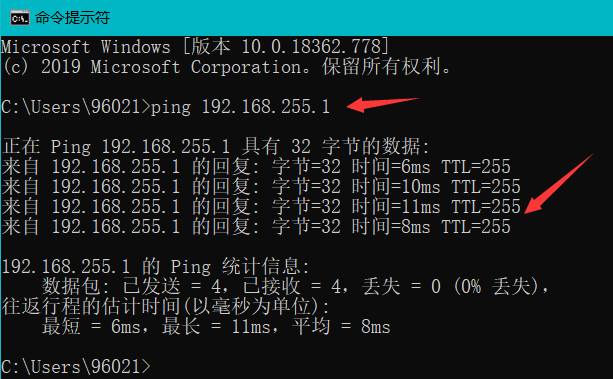 命令提示符
Microsoft Windows [版本 10.0.18362.778]
(c) 2019 Microsoft Corporation。保留所有权利。
C:\Users\96021>ping 192.168.255.1
正在 Ping 192.168.255.1 具有 32 字节的数据:
来自 192.168.255.1 的回复: 字节=32 时间=6ms TTL=255
来自 192.168.255.1 的回复: 字节=32 时间=10ms TTL=255
来自 192.168.255.1 的回复: 字节=32 时间=11ms TTL=255
来自 192.168.255.1 的回复: 字节=32 时间=8ms TTL=255
192.168.255.1 的 Ping 统计信息:
数据包: 已发送 = 4，已接收 = 4，丢失 = 0 (0% 丢失)，
往返行程的估计时间(以毫秒为单位):
最短 = 6ms，最长 = 11ms，平均 = 8ms
C:\Users\96021>